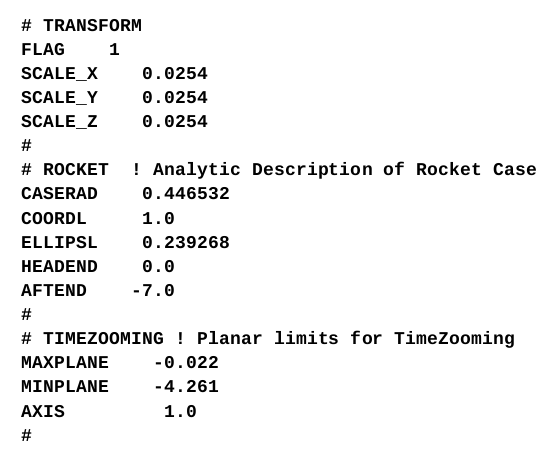 # TRANSFORM
FLAG    1
SCALE_X    0.0254
SCALE_Y    0.0254
SCALE_Z    0.0254
#
# ROCKET  ! Analytic Description of Rocket Case
CASERAD    0.446532
COORDL     1.0
ELLIPSL    0.239268
HEADEND    0.0
AFTEND    -7.0
#
# TIMEZOOMING ! Planar limits for TimeZooming
MAXPLANE    -0.022
MINPLANE    -4.261
AXIS         1.0
#